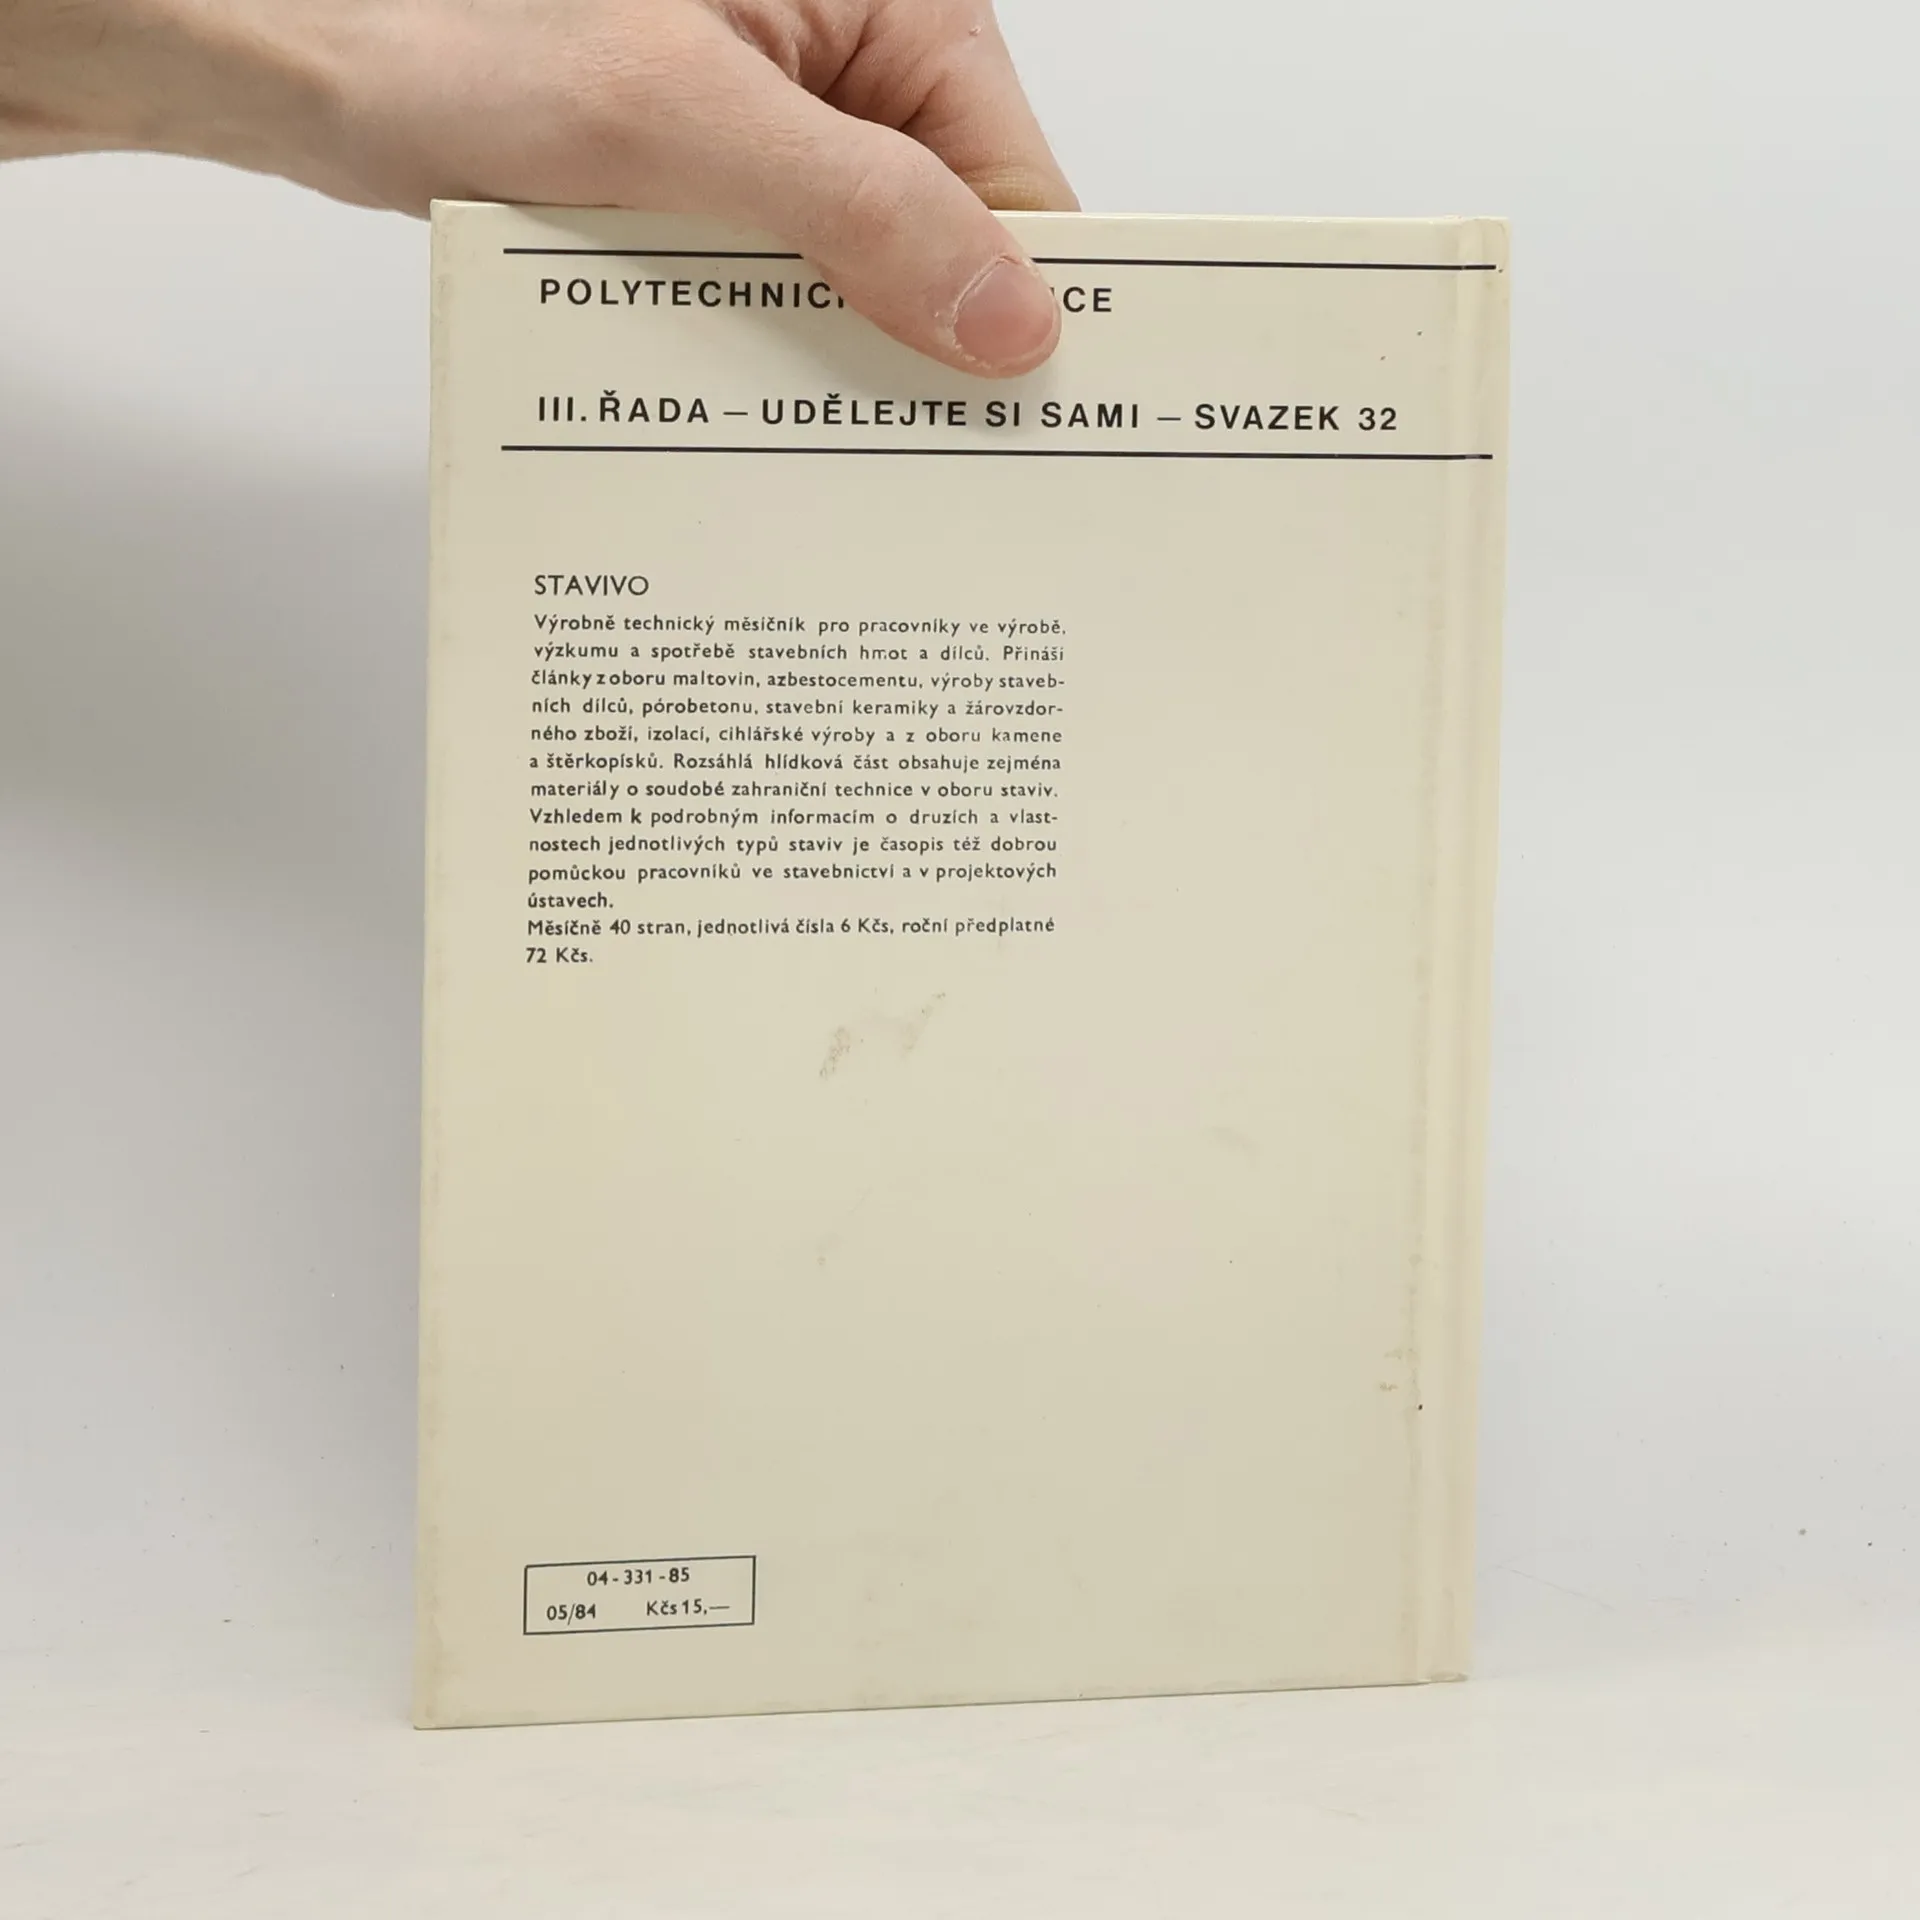 POLYTECHNIC
III. ŘADA — UDĚLEJTE SI SAMI — SVAZEK 32
STAVIVO
Výrobně technický měsíčník pro pracovníky ve výrobě,
výzkumu a spotřebě stavebních hmot a dílců. Přináši
články z oboru maltovin, azbestocementu, výroby staveb-
ních dílců, pórobetonu, stavební keramiky a žárovzdor-
ného zboží, izolací, cihlářské výroby a z oboru kamene
a štěrkopísků. Rozsáhlá hlídková část obsahuje zejména
materiály o soudobé zahraniční technice v oboru staviv.
Vzhledem k podrobným informacím o druzích a vlast-
nostech jednotlivých typů staviv je časopis též dobrou
pomůckou pracovníků ve stavebnictví a v projektových
ústavech.
Měsíčně 40 stran, jednotlivá čísla 6 Kčs, roční předplatné
72 Kčs.
04-331-85
05/84 Kčs 15,—